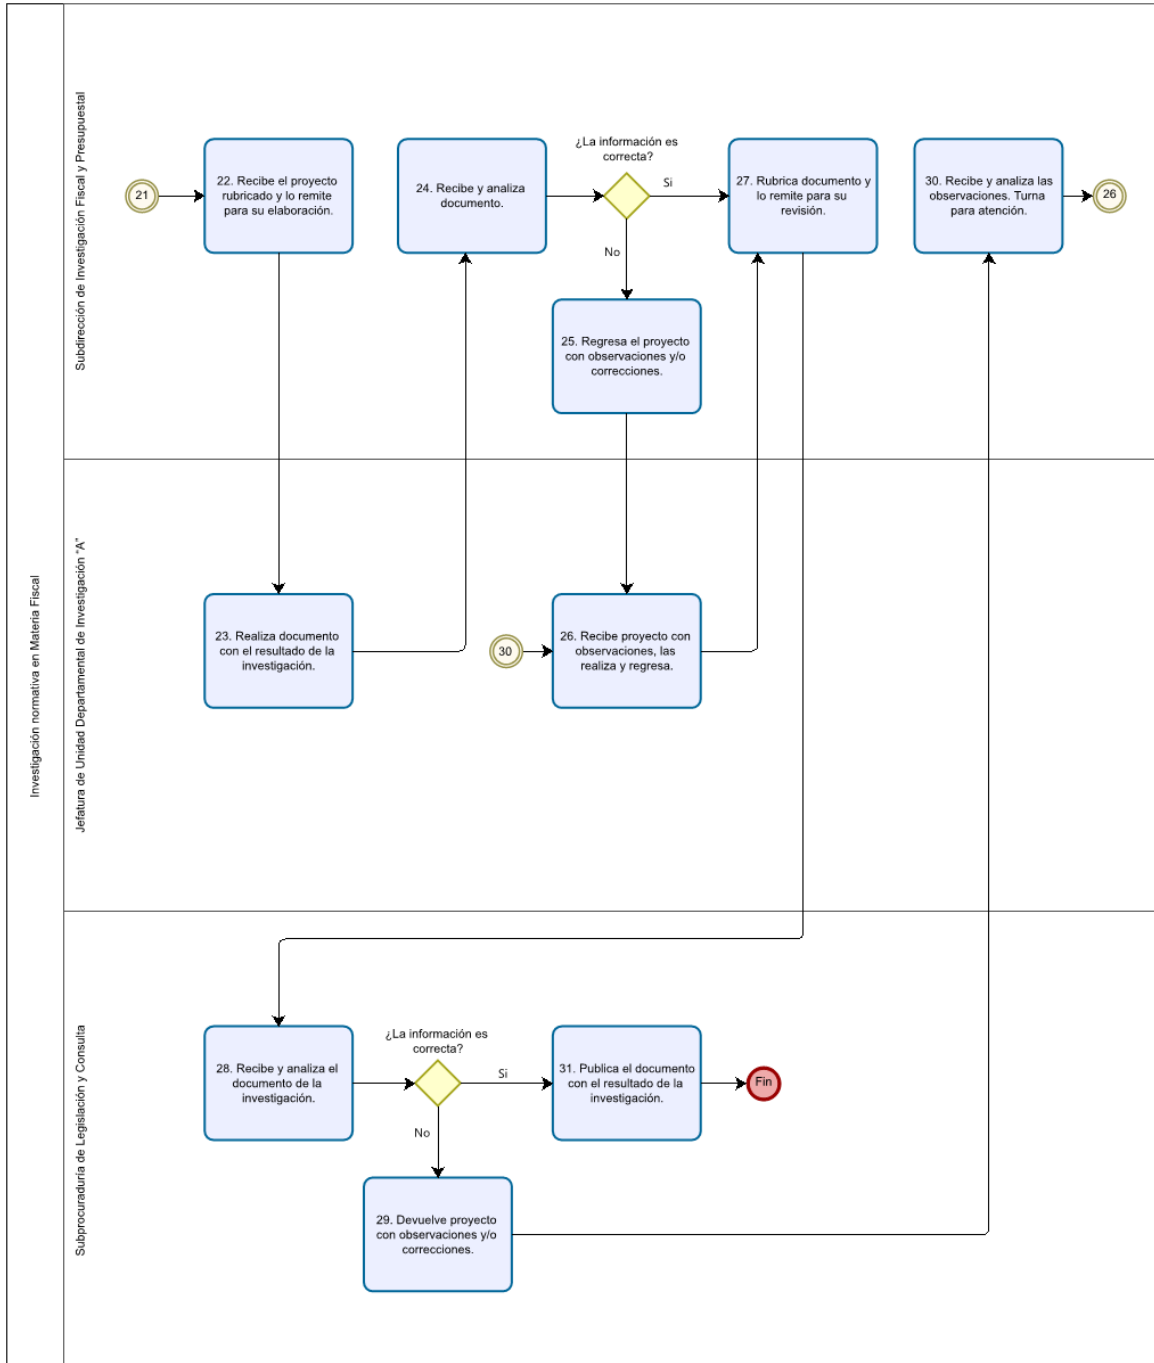 Investigación normativa en Materia Fiscal
Subdirección de Investigación Fiscal y Presupuestal
21
22. Recibe el proyecto
rubricado y lo remite
para su elaboración.
24. Recibe y analiza
documento.
¿La información es
correcta?
Si
No
27. Rubrica documento y
lo remite para su
revisión.
30. Recibe y analiza las
observaciones. Turna
para atención.
26
25. Regresa el proyecto
con observaciones y/o
correcciones.
Jefatura de Unidad Departamental de Investigación "A"
23. Realiza documento
con el resultado de la
investigación.
30
26. Recibe proyecto con
observaciones, las
realiza y regresa.
Subprocuraduría de Legislación y Consulta
28. Recibe y analiza el
documento de la
investigación.
¿La información es
correcta?
Si
No
31. Publica el documento
con el resultado de la
investigación.
Fin
29. Devuelve proyecto
con observaciones y/o
correcciones.